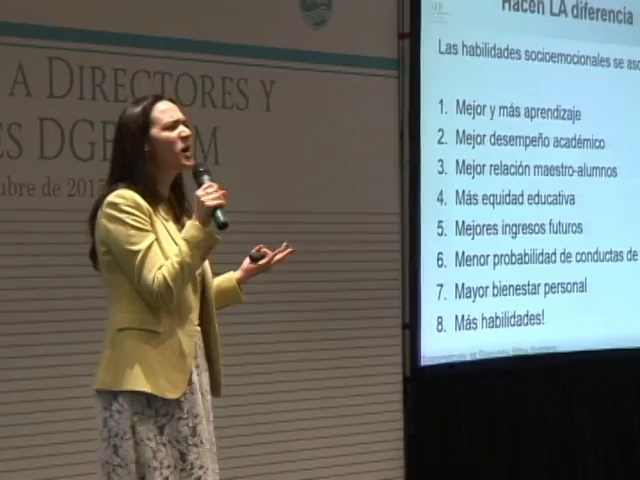 A DIRECTORES Y
ES DGE M
ubre de 201
Hacen LA diferencia
Las habilidades socioemocionales se aso
1. Mejor y más aprendizaje
2. Mejor desempeño académico
3. Mejor relación maestro-alumnos
4. Más equidad educativa
5. Mejores ingresos futuros
6. Menor probabilidad de conductas de
7. Mayor bienestar personal
8. Más habilidades!